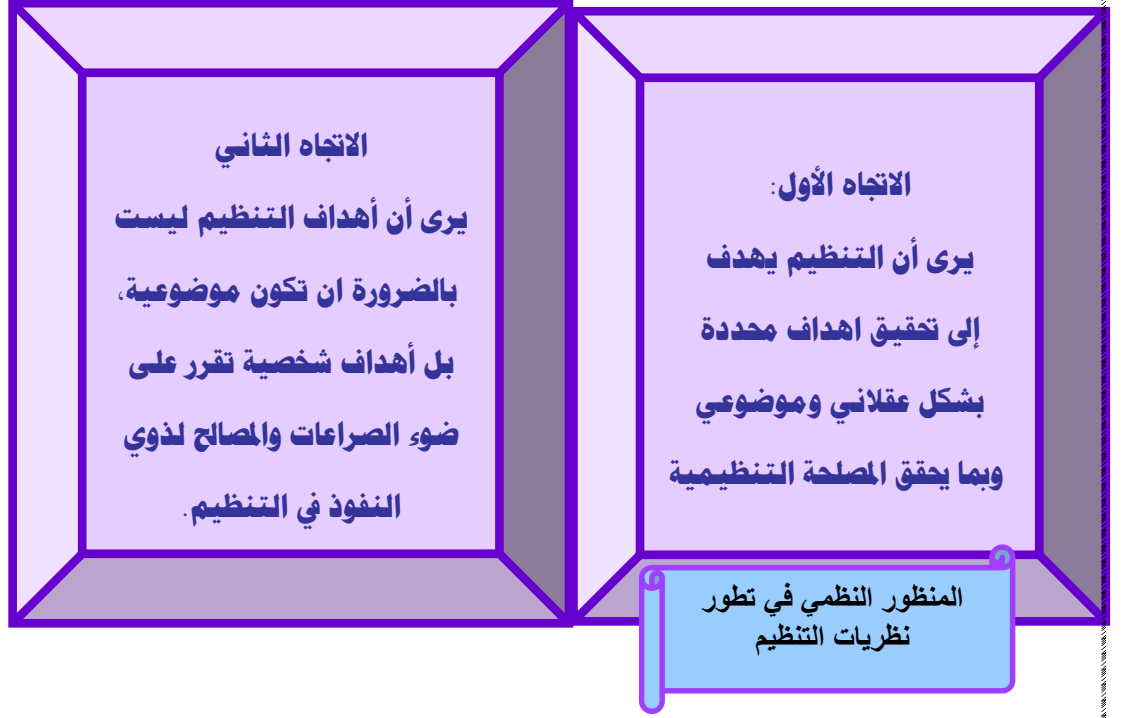 الاتجاه الأول:
يرى أن التنظيم يهدف
إلى تحقيق اهداف محددة
بشكل عقلاني وموضوعي
وبما يحقق المصلحة التنظيمية
الاتجاه الثاني
يرى أن أهداف التنظيم ليست
بالضرورة ان تكون موضوعية،
بل أهداف شخصية تقرر على
ضوء الصراعات والمصالح لذوي
النفوذ في التنظيم.
المنظور النظمي في تطور
نظريات التنظيم